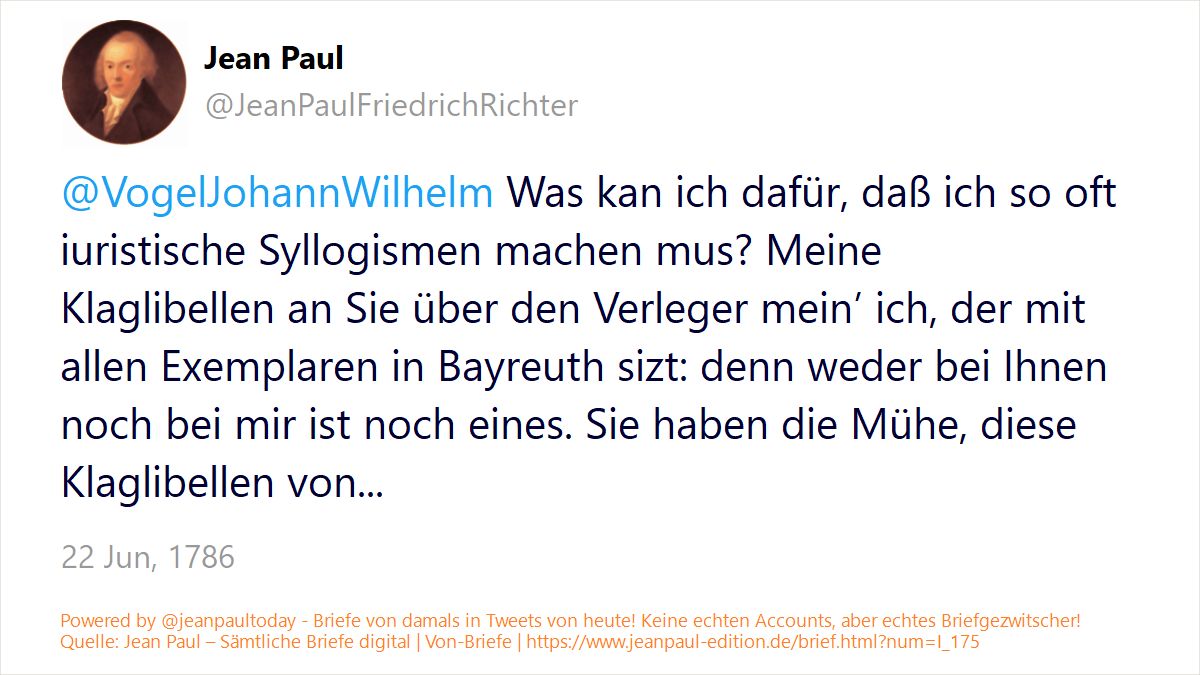 Jean Paul
@JeanPaulFriedrichRichter
@VogelJohannWilhelm Was kan ich dafür, daß ich so oft
iuristische Syllogismen machen mus? Meine
Klaglibellen an Sie über den Verleger mein’ ich, der mit
allen Exemplaren in Bayreuth sizt: denn weder bei Ihnen
noch bei mir ist noch eines. Sie haben die Mühe, diese
Klaglibellen von...
22 Jun, 1786
Powered by @jeanpaultoday - Briefe von damals in Tweets von heute! Keine echten Accounts, aber echtes Briefgezwitscher!
Quelle: Jean Paul – Sämtliche Briefe digital | Von-Briefe | https://www.jeanpaul-edition.de/brief.html?num=I_175